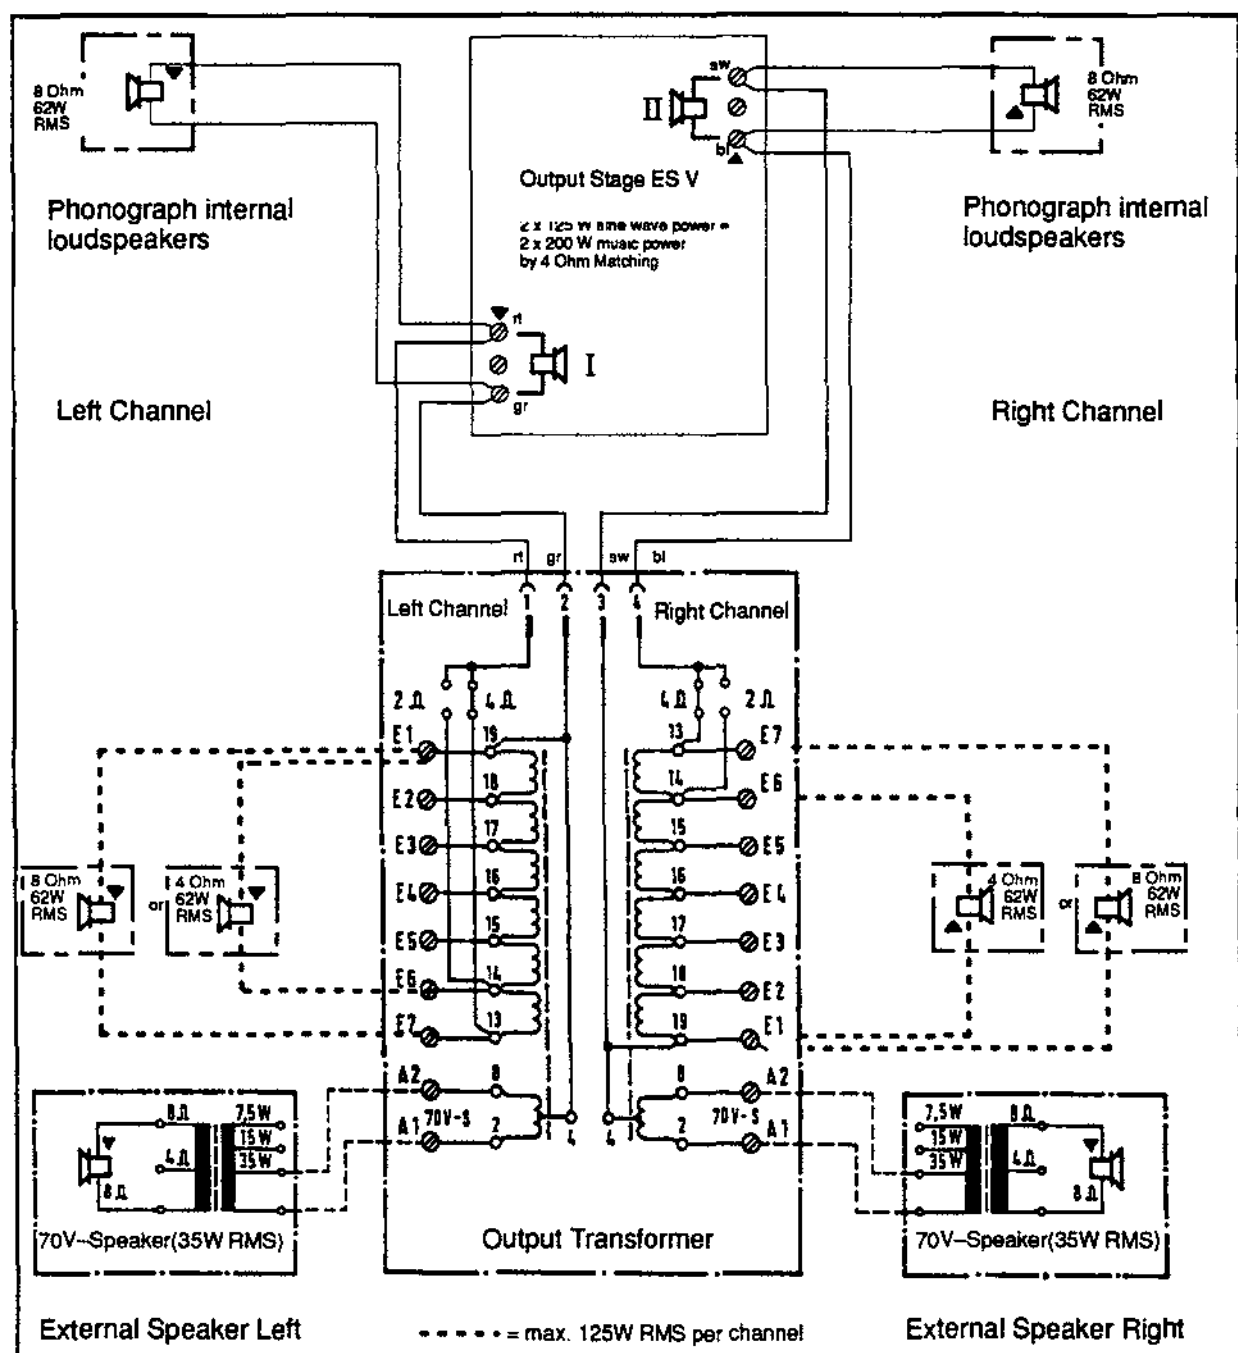 8 Ohm
62W
RMS
Phonograph internal
loudspeakers
Left Channel
sw
II
bl
Output Stage ES V
2 x 125 W sine wave power =
2 x 200 W music power
by 4 Ohm Matching
rt
I
gr
8 Ohm
62W
RMS
Phonograph internal
loudspeakers
Right Channel
rt gr sw bl
1 2 3 4
Left Channel
Right Channel
2 Ω 4 Ω
4 Ω 2 Ω
E1 19
E2 18
E3 17
E4 16
E5 15
E6 14
E7 13
A2 8
70V-S
A1 2
4
13 E7
14 E6
15 E5
16 E4
17 E3
18 E2
19 E1
8 A2
70V-S
2 A1
4
8 Ohm
62W
RMS
or
4 Ohm
62W
RMS
4 Ohm
62W
RMS
or
8 Ohm
62W
RMS
8Ω 7,5W
15W
4Ω 35W
8Ω
70V-Speaker(35W RMS)
7,5W 8Ω
15W
35W 4Ω
8Ω
70V-Speaker(35W RMS)
Output Transformer
External Speaker Left
= max. 125W RMS per channel
External Speaker Right